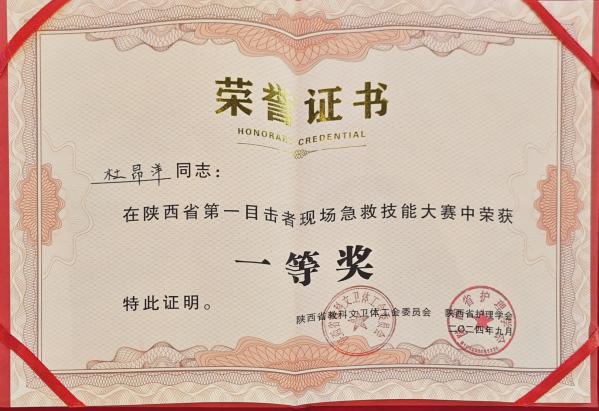 荣誉证书
HONORARY CREDENTIAL
杜昂洋 同志：
在陕西省第一目击者现场急救技能大赛中荣获
一等奖
特此证明。
陕西省教科文卫体工会委员会 陕西省护理学会
二〇二四年九月